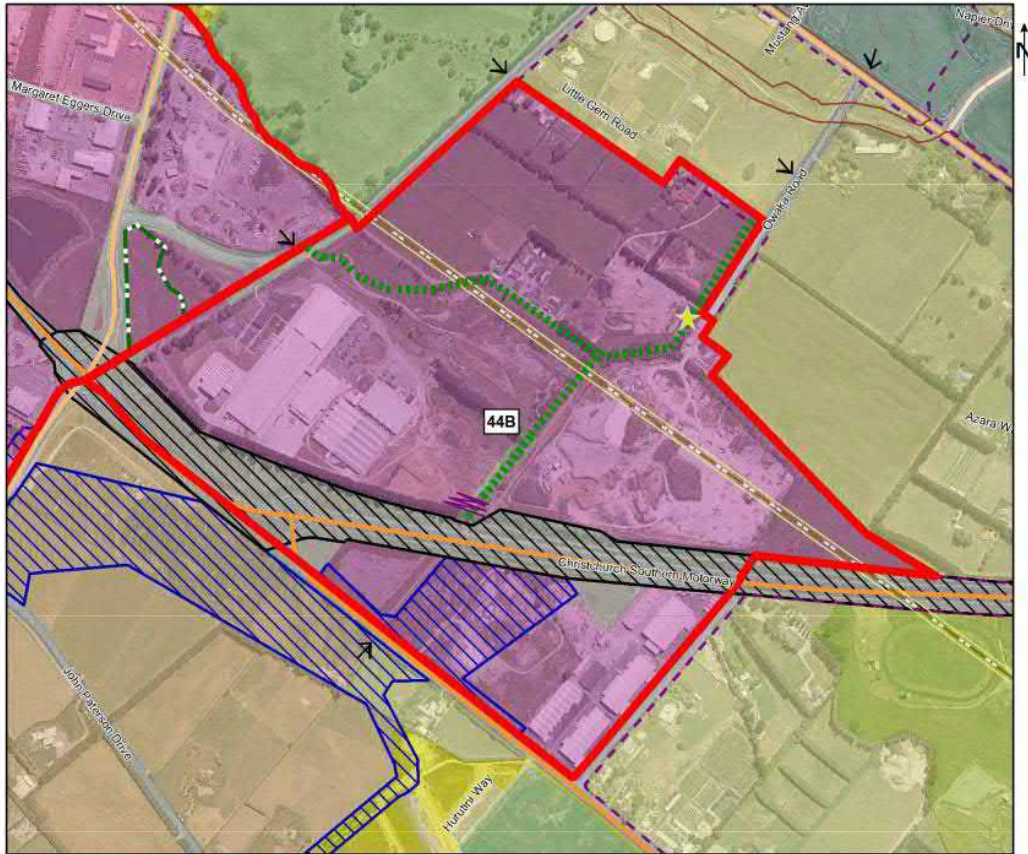 Napier Dri
Mustang A
N
Margaret Eggers Drive
Little Gem Road
Owaka Road
44B
Azara W
Christchurch Southern Motorway
John Paterson Drive
Hurutini Way